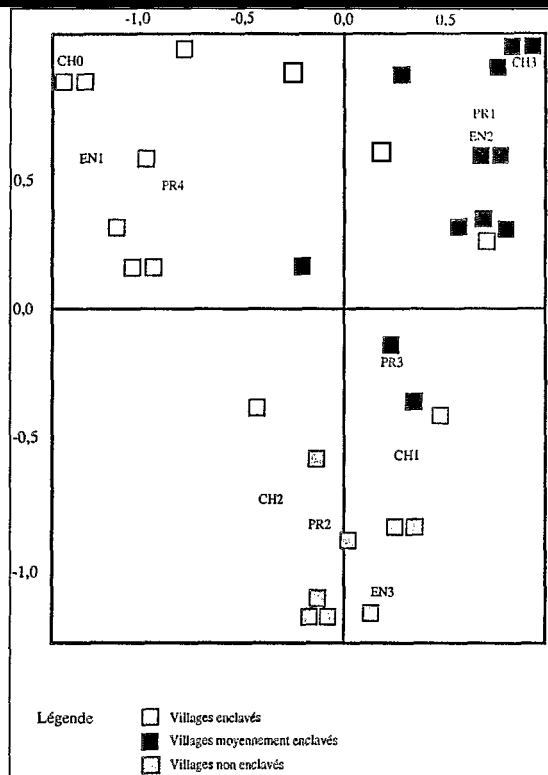 -1,0 -0,5 0,0 0,5
CH0 CH3
PR1
EN1 EN2
0,5 PR4
0,0
PR3
-0,5
CH1
CH2
PR2
-1,0
EN3
Légende
Villages enclavés
Villages moyennement enclavés
Villages non enclavés